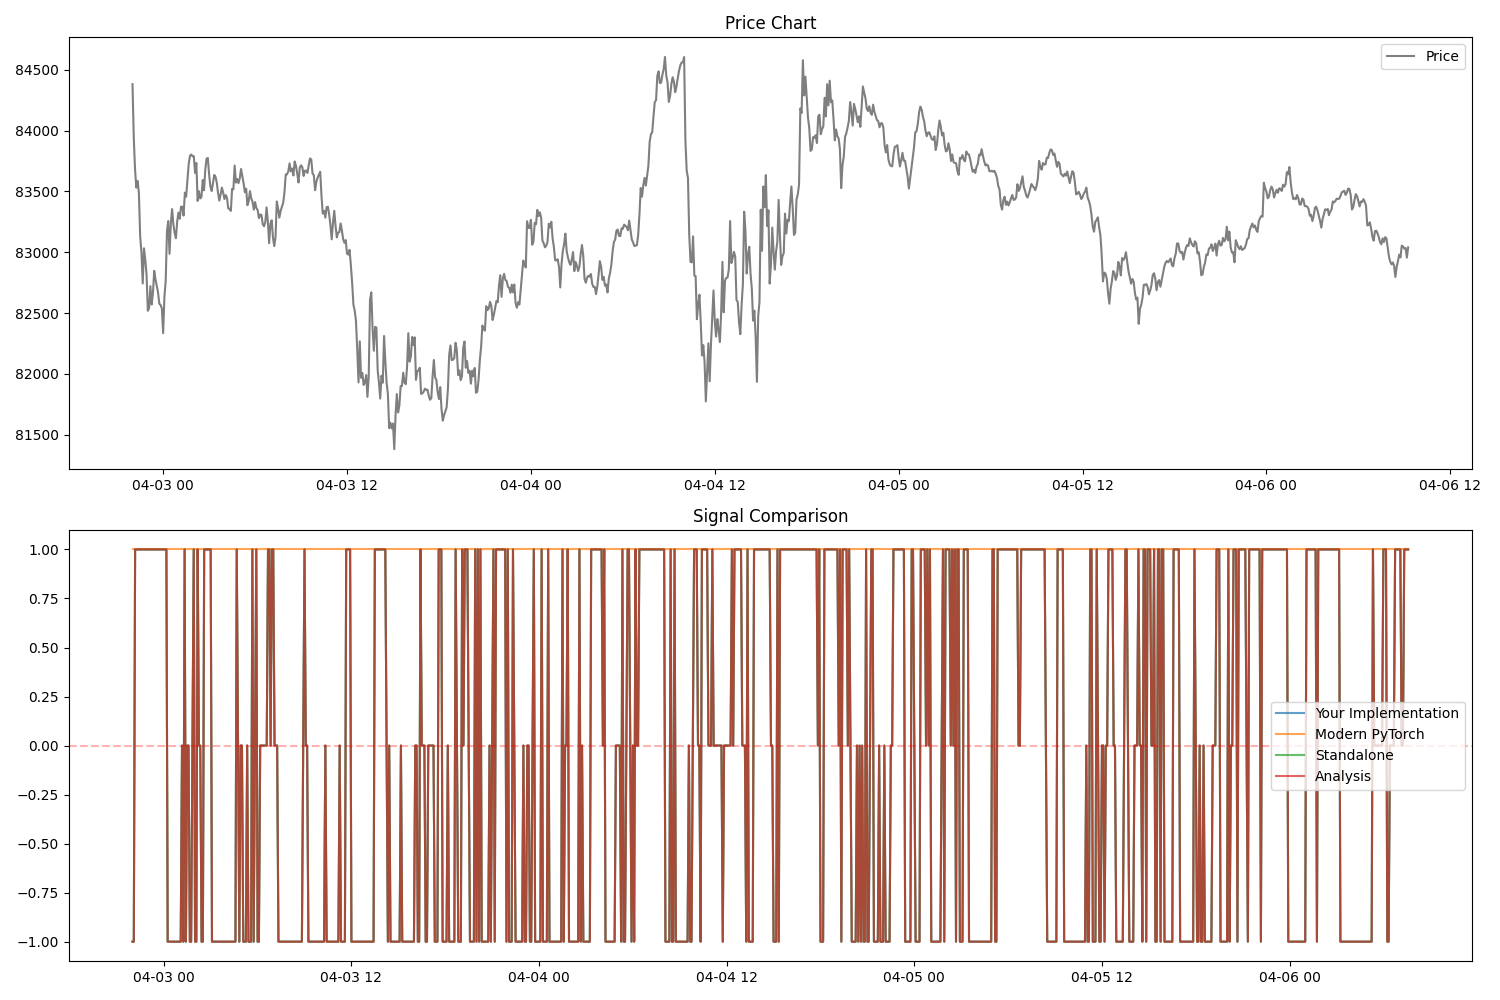 Price Chart
Price
84500
84000
83500
83000
82500
82000
81500
04-03 00 04-03 12 04-04 00 04-04 12 04-05 00 04-05 12 04-06 00 04-06 12
Signal Comparison
1.00
0.75
0.50
0.25
0.00
−0.25
−0.50
−0.75
−1.00
Your Implementation
Modern PyTorch
Standalone
Analysis
04-03 00 04-03 12 04-04 00 04-04 12 04-05 00 04-05 12 04-06 00